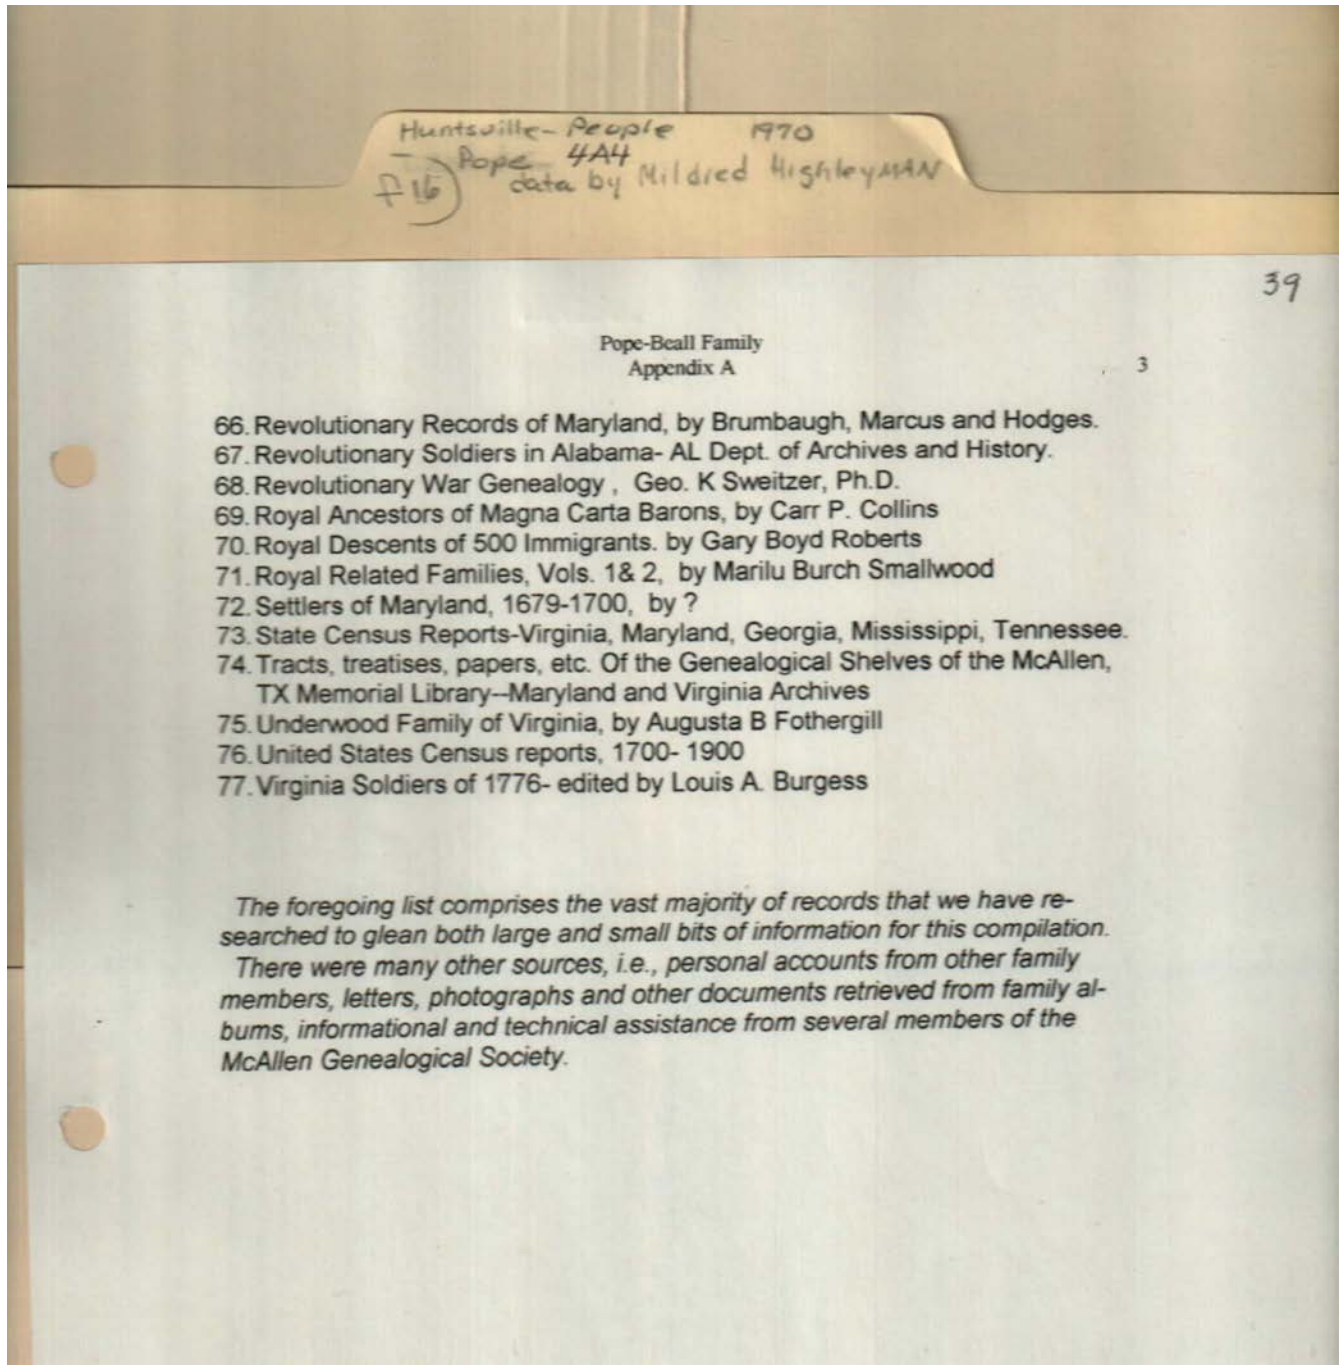 Huntsville - People 1970
- Pope 4A4
F16) data by Mildred HighleyMAN
39
Pope-Beall Family
Appendix A 3
66. Revolutionary Records of Maryland, by Brumbaugh, Marcus and Hodges.
67. Revolutionary Soldiers in Alabama- AL Dept. of Archives and History.
68. Revolutionary War Genealogy , Geo. K Sweitzer, Ph.D.
69. Royal Ancestors of Magna Carta Barons, by Carr P. Collins
70. Royal Descents of 500 Immigrants. by Gary Boyd Roberts
71. Royal Related Families, Vols. 1& 2, by Marilu Burch Smallwood
72. Settlers of Maryland, 1679-1700, by ?
73. State Census Reports-Virginia, Maryland, Georgia, Mississippi, Tennessee.
74. Tracts, treatises, papers, etc. Of the Genealogical Shelves of the McAllen,
TX Memorial Library--Maryland and Virginia Archives
75. Underwood Family of Virginia, by Augusta B Fothergill
76. United States Census reports, 1700- 1900
77. Virginia Soldiers of 1776- edited by Louis A. Burgess
The foregoing list comprises the vast majority of records that we have re-
searched to glean both large and small bits of information for this compilation.
There were many other sources, i.e., personal accounts from other family
members, letters, photographs and other documents retrieved from family al-
bums, informational and technical assistance from several members of the
McAllen Genealogical Society.